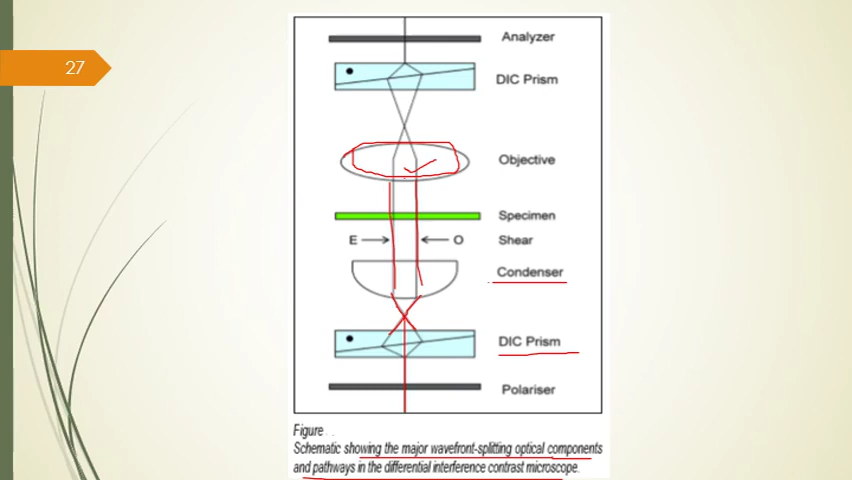 27
Analyzer
DIC Prism
Objective
Specimen
E O Shear
Condenser
DIC Prism
Polariser
Figure
Schematic showing the major wavefront-splitting optical components
and pathways in the differential interference contrast microscope.